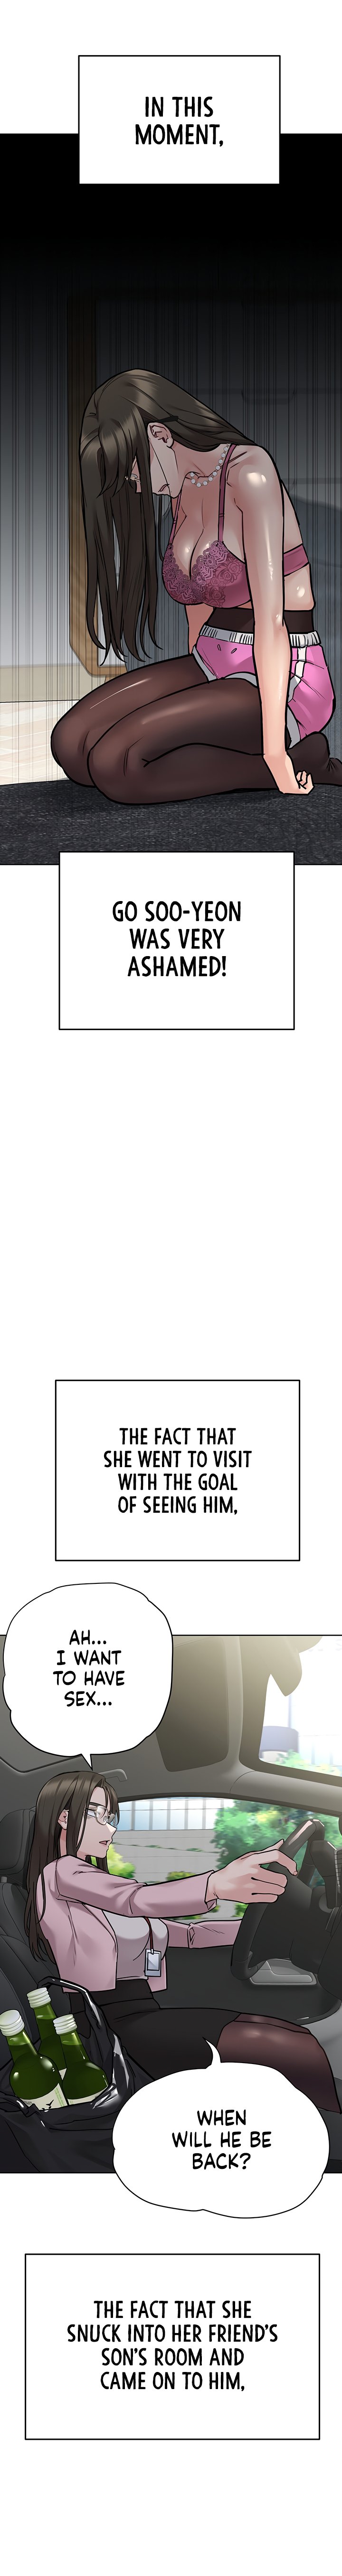 IN THIS
MOMENT,
GO SOO-YEON
WAS VERY
ASHAMED!
THE FACT THAT
SHE WENT TO VISIT
WITH THE GOAL
OF SEEING HIM,
AH...
I WANT
TO HAVE
SEX...
WHEN
WILL HE BE
BACK?
THE FACT THAT SHE
SNUCK INTO HER FRIEND'S
SON'S ROOM AND
CAME ON TO HIM,